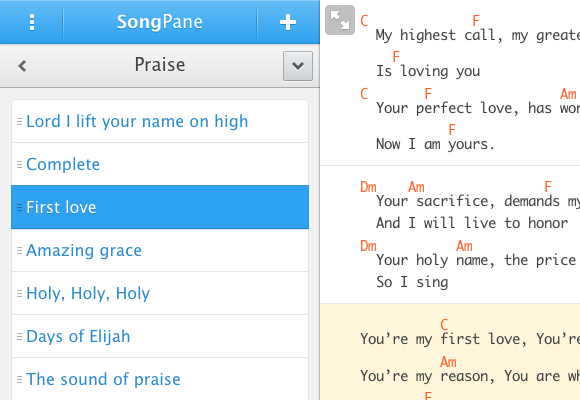 SongPane
Praise
Lord I lift your name on high
Complete
First love
Amazing grace
Holy, Holy, Holy
Days of Elijah
The sound of praise
C F
My highest call, my greate
F
Is loving you
C F Am
Your perfect love, has wor
F
Now I am yours.
Dm Am F
Your sacrifice, demands my
And I will live to honor
Dm Am
Your holy name, the price
So I sing
C
You’re my first love, You’re
Am
You’re my reason, You are wh
F